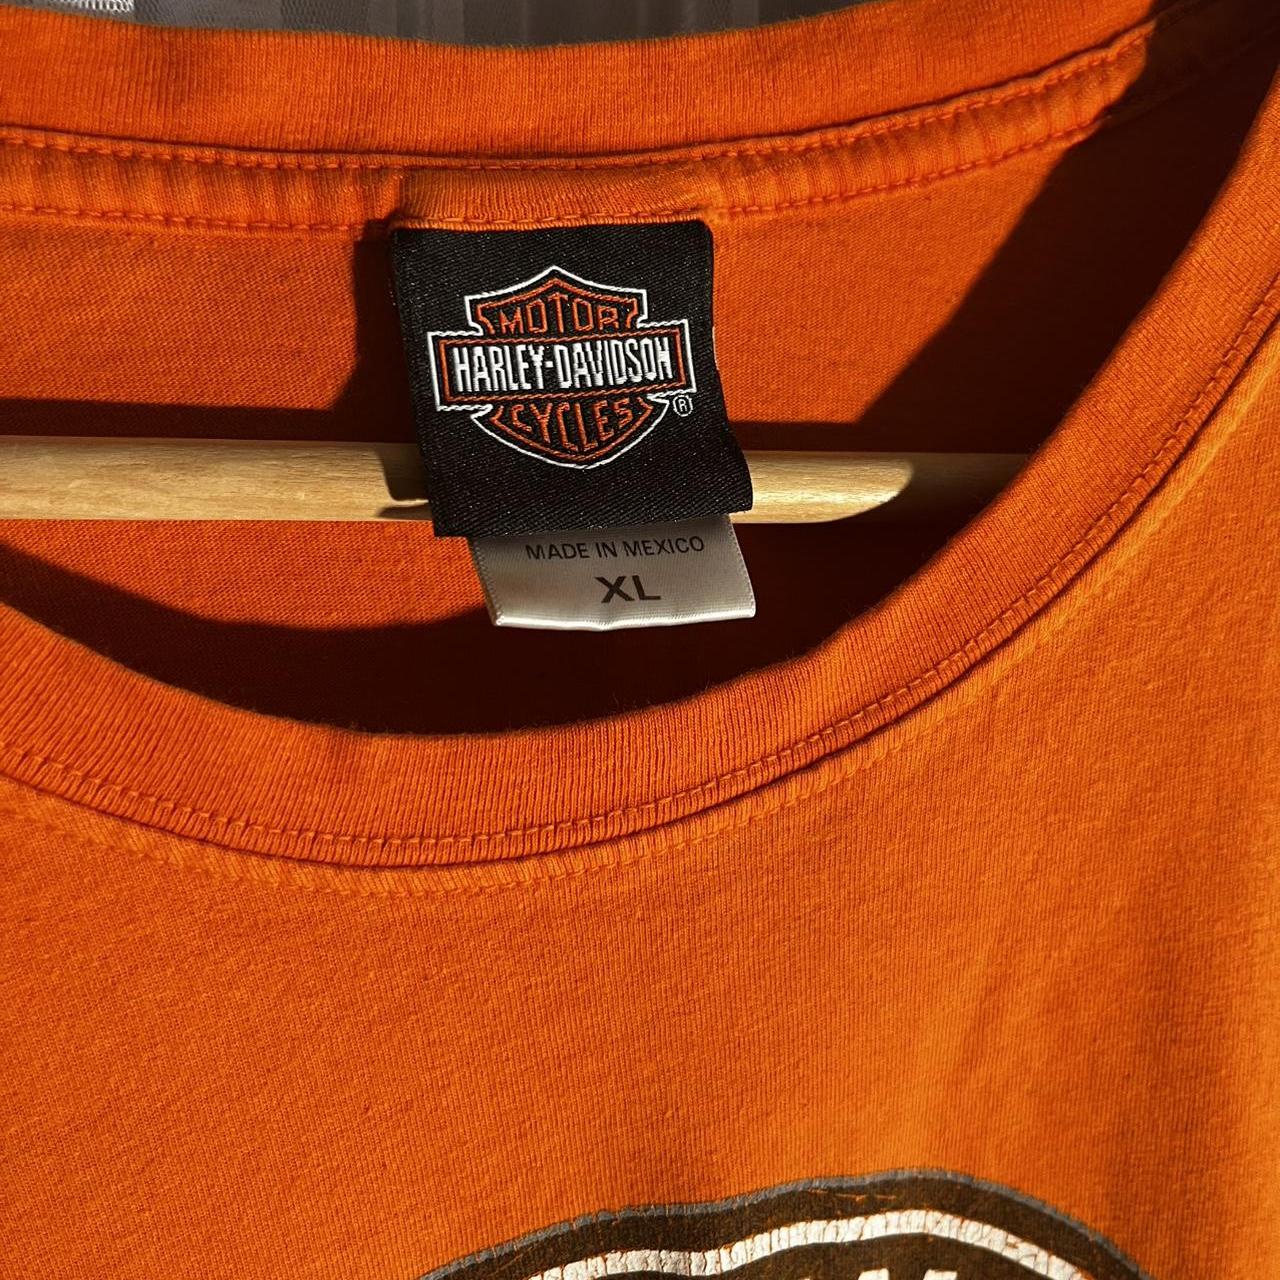 MOTOR
HARLEY-DAVIDSON
CYCLES ®
MADE IN MEXICO
XL